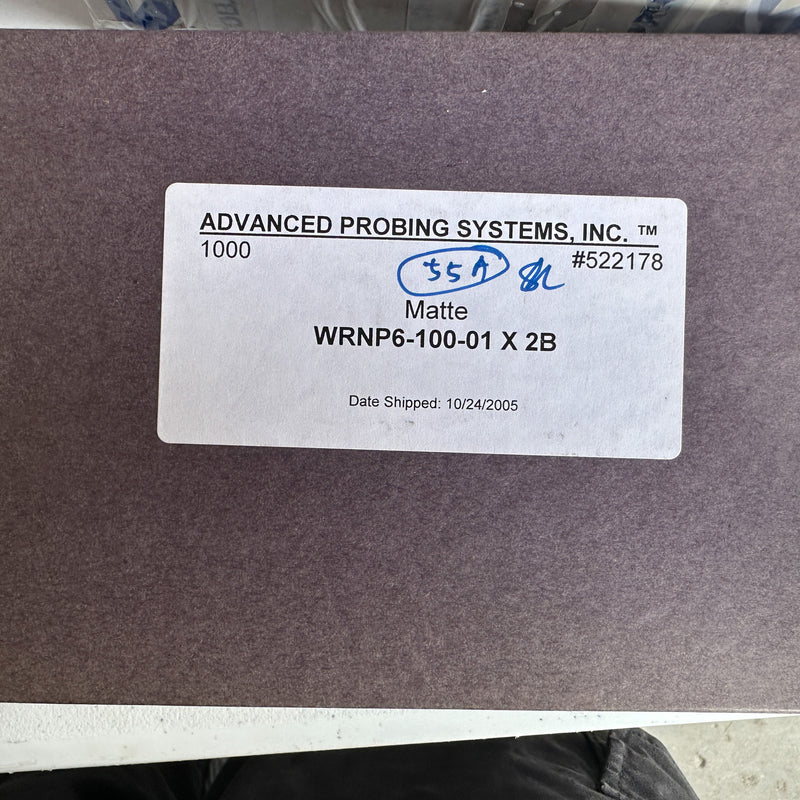 ADVANCED PROBING SYSTEMS, INC. ™
1000
#522178
55A
Matte
WRNP6-100-01 X 2B
Date Shipped: 10/24/2005